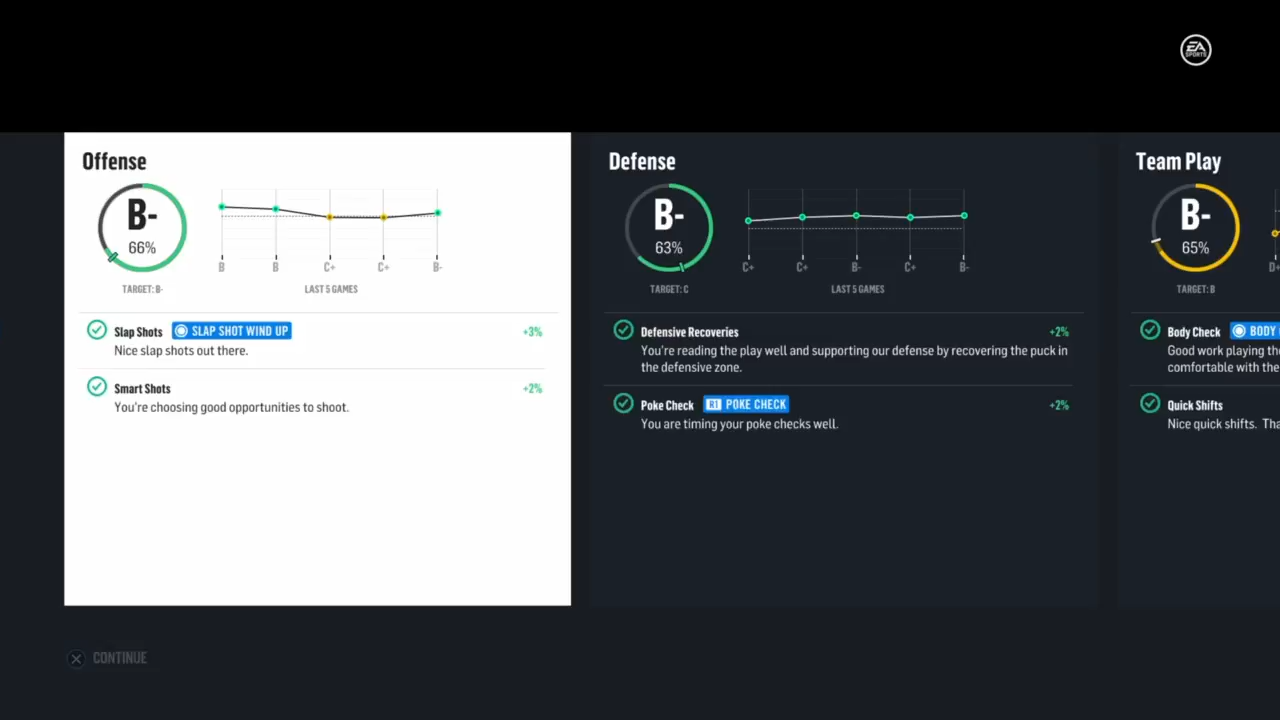 EA
SPORTS
Offense
B-
66%
TARGET: B-
B B C+ C+ B-
LAST 5 GAMES
Slap Shots SLAP SHOT WIND UP +3%
Nice slap shots out there.
Smart Shots +2%
You're choosing good opportunities to shoot.
Defense
B-
63%
TARGET: C
C+ C+ B- C+ B-
LAST 5 GAMES
Defensive Recoveries +2%
You're reading the play well and supporting our defense by recovering the puck in
the defensive zone.
Poke Check R1 POKE CHECK +2%
You are timing your poke checks well.
Team Play
B-
65%
TARGET: B
Body Check BODY
Good work playing the
comfortable with the
Quick Shifts
Nice quick shifts.
CONTINUE